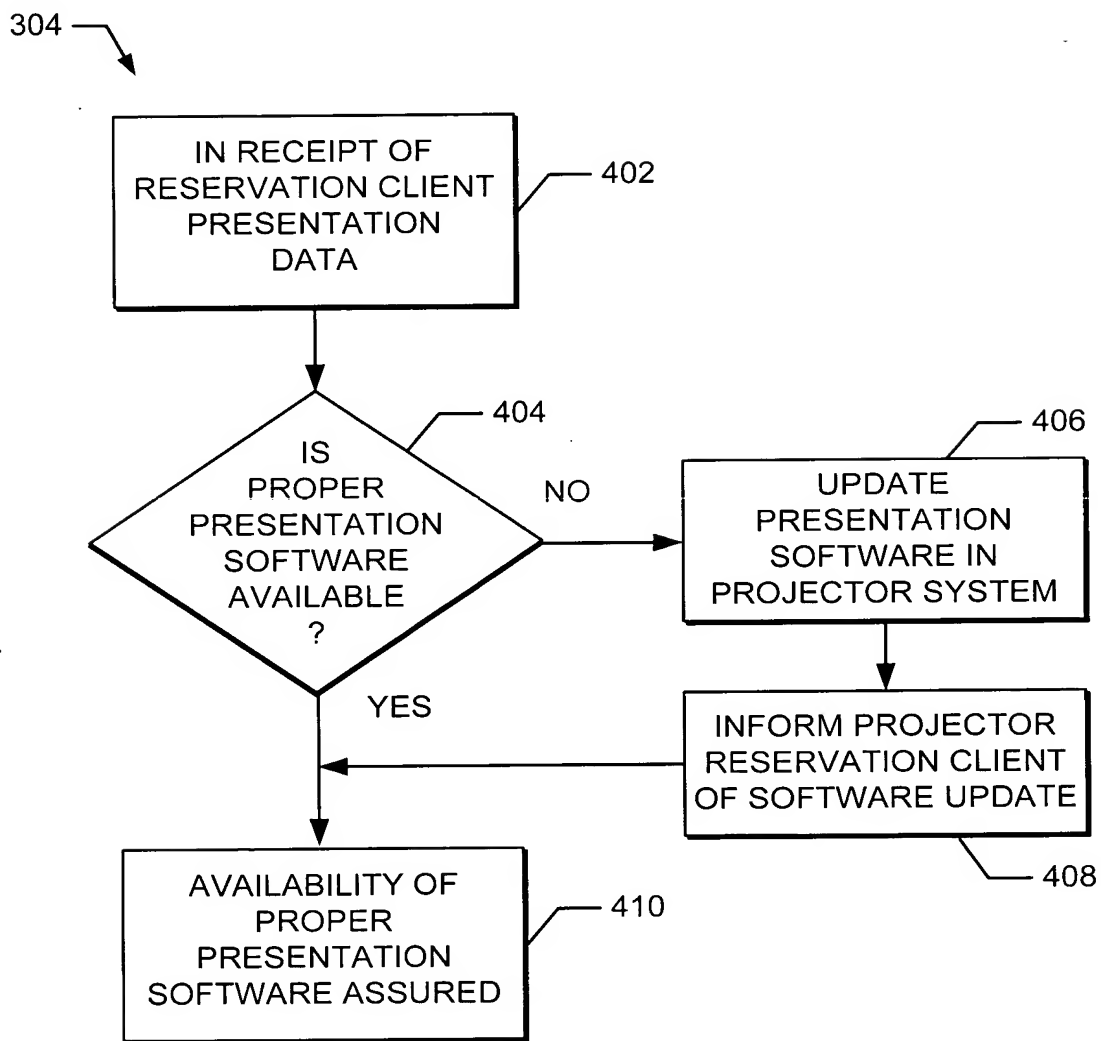 304
IN RECEIPT OF
RESERVATION CLIENT
PRESENTATION
DATA
402
IS
PROPER
PRESENTATION
SOFTWARE
AVAILABLE
?
404
NO
YES
UPDATE
PRESENTATION
SOFTWARE IN
PROJECTOR SYSTEM
406
INFORM PROJECTOR
RESERVATION CLIENT
OF SOFTWARE UPDATE
408
AVAILABILITY OF
PROPER
PRESENTATION
SOFTWARE ASSURED
410